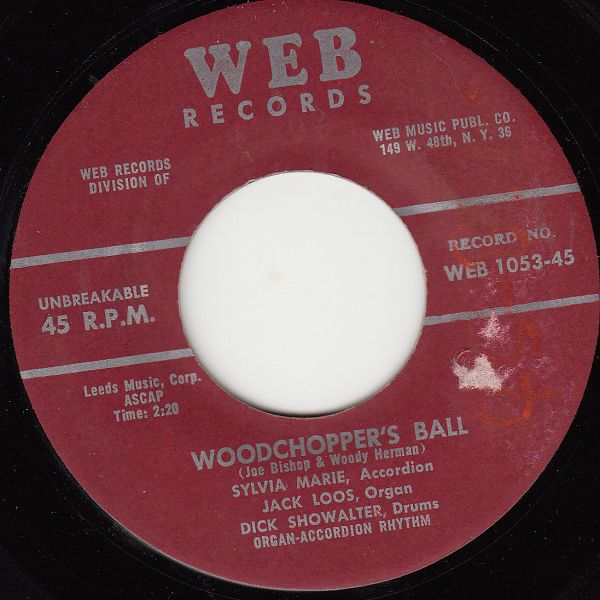 WEB
RECORDS
WEB RECORDS
DIVISION OF
WEB MUSIC PUBL. CO.
149 W. 48th, N. Y. 36
RECORD NO.
WEB 1053-45
UNBREAKABLE
45 R.P.M.
Leeds Music, Corp.
ASCAP
Time: 2:20
WOODCHOPPER'S BALL
(Joe Bishop & Woody Herman)
SYLVIA MARIE, Accordion
JACK LOOS, Organ
DICK SHOWALTER, Drums
ORGAN-ACCORDION RHYTHM